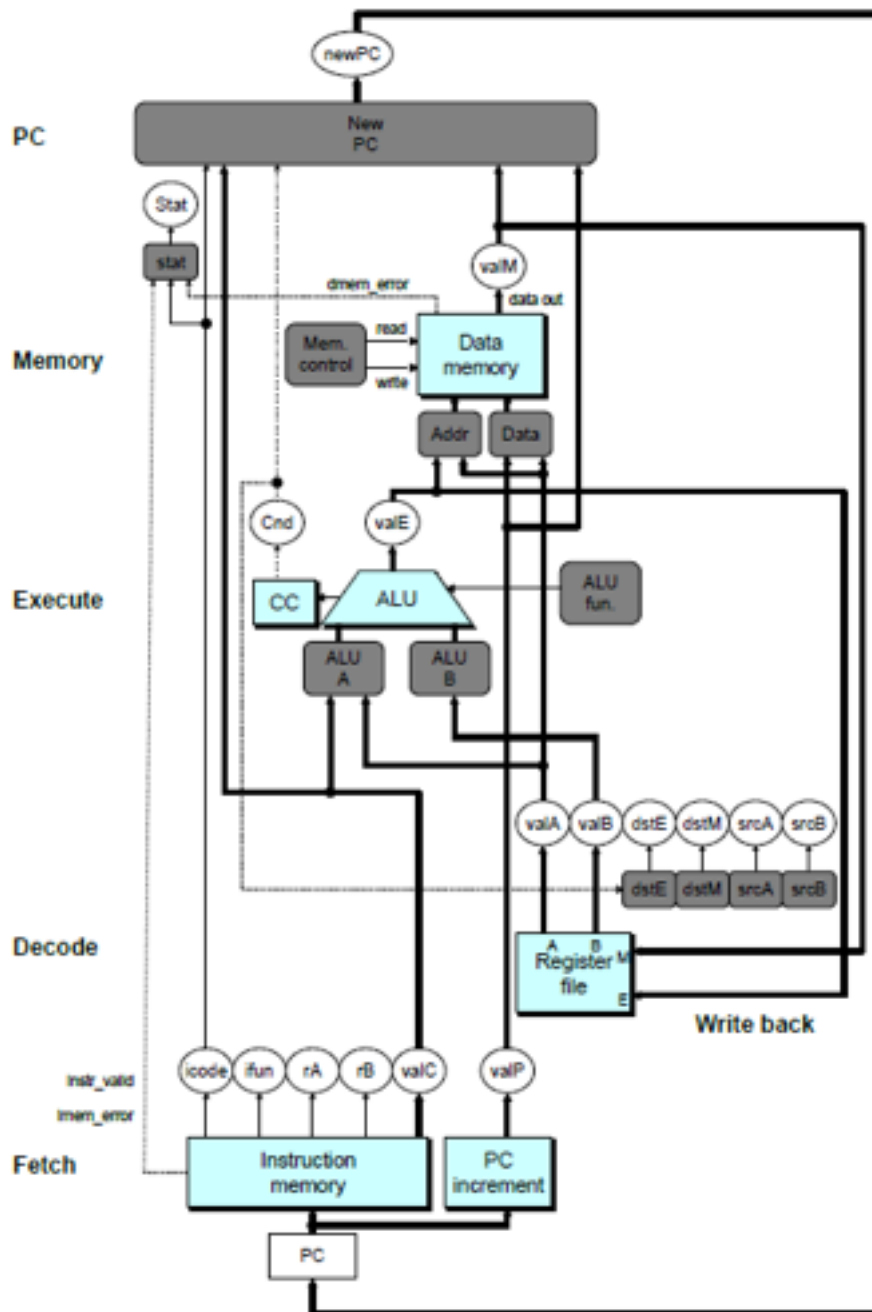 newPC
PC
New
PC
Stat
stat
valM
dmem_error
data out
Memory
Mem.
control
read
write
Data
memory
Addr
Data
Cnd
valE
Execute
CC
ALU
ALU
fun.
ALU
A
ALU
B
valA
valB
dstE
dstM
srcA
srcB
dstE
dstM
srcA
srcB
Decode
A
B
M
Register
file
E
Write back
icode
ifun
rA
rB
valC
valP
Instr_valid
Imem_error
Fetch
Instruction
memory
PC
increment
PC